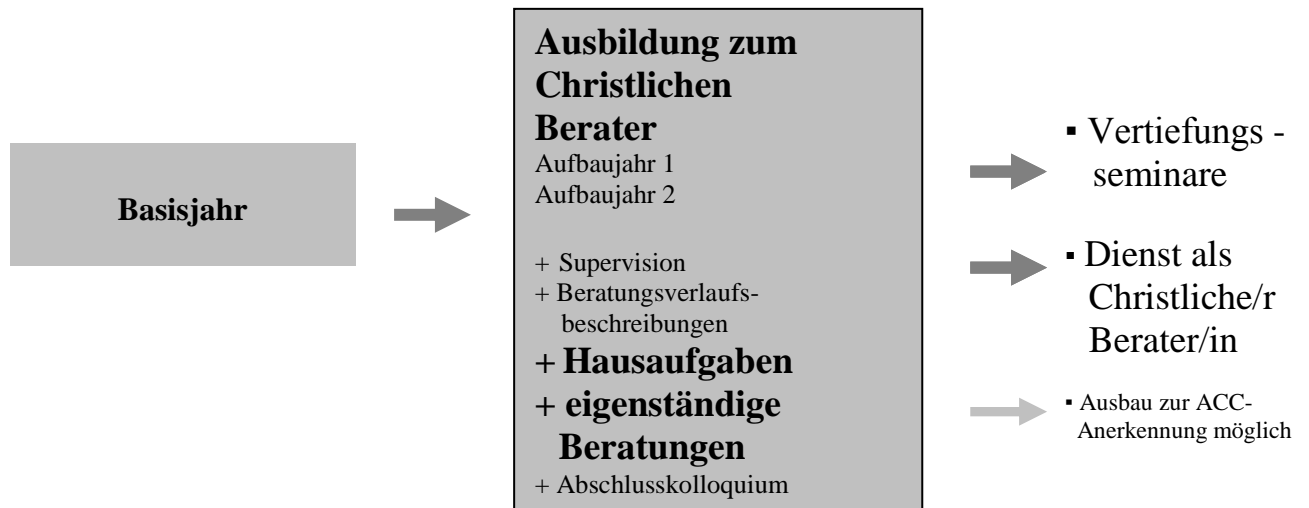 Basisjahr
Ausbildung zum
Christlichen
Berater
Aufbaujahr 1
Aufbaujahr 2
+ Supervision
+ Beratungsverlaufs-
beschreibungen
+ Hausaufgaben
+ eigenständige
Beratungen
+ Abschlusskolloquium
▪ Vertiefungs -
seminare
▪ Dienst als
Christliche/r
Berater/in
▪ Ausbau zur ACC-
Anerkennung möglich